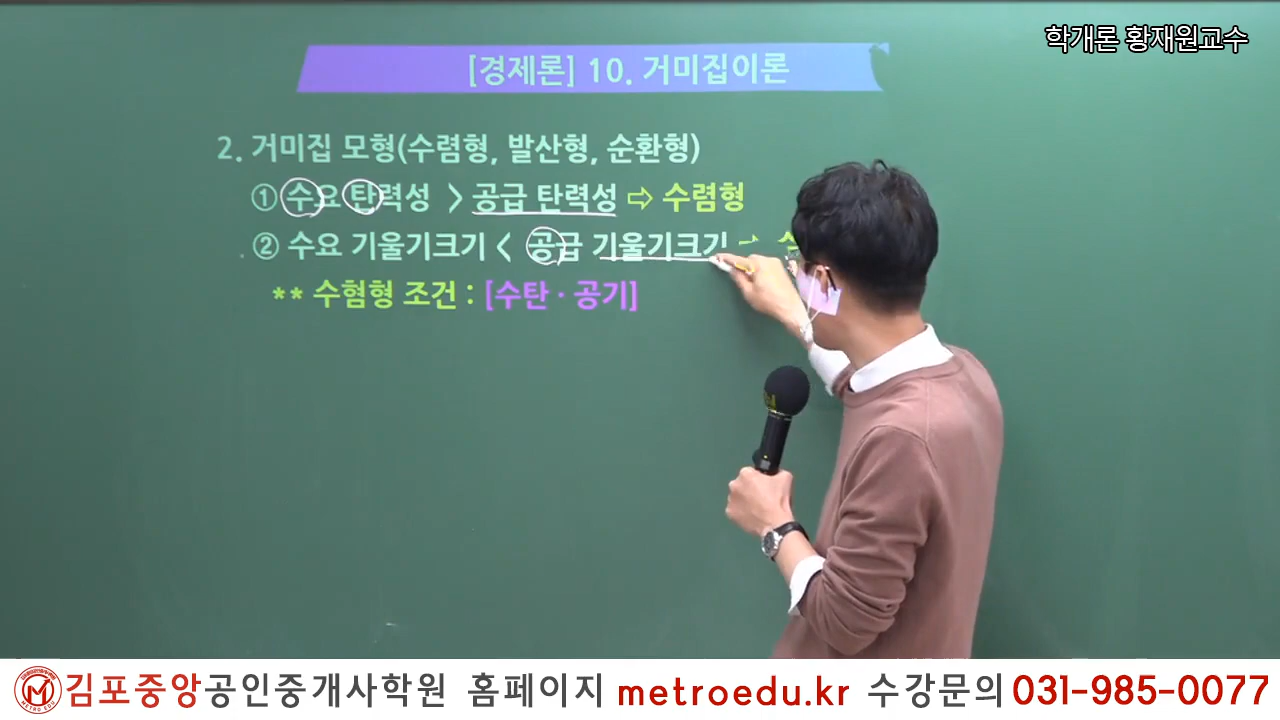 학개론 황재원교수
[경제론] 10. 거미집이론
2. 거미집 모형(수렴형, 발산형, 순환형)
① 수요 탄력성 > 공급 탄력성 ⇨ 수렴형
② 수요 기울기크기 < 공급 기울기크기
** 수혐형 조건 : [수탄 · 공기]
김포중앙공인중개사학원 홈페이지 metroedu.kr 수강문의 031-985-0077